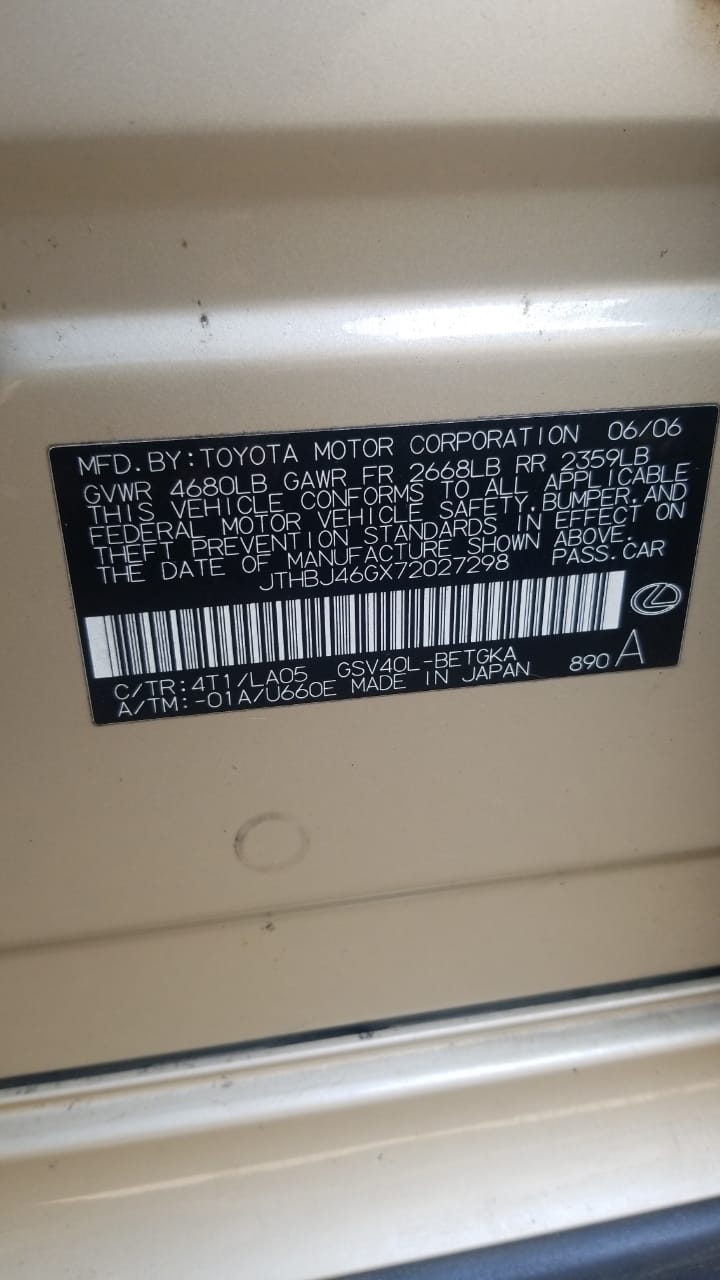 MFD.BY:TOYOTA MOTOR CORPORATION 06/06
GVWR 4680LB GAWR FR 2668LB RR 2359LB
THIS VEHICLE CONFORMS TO ALL APPLICABLE
FEDERAL MOTOR VEHICLE SAFETY,BUMPER,AND
THEFT PREVENTION STANDARDS IN EFFECT ON
THE DATE OF MANUFACTURE SHOWN ABOVE.
JTHBJ46GX72027298 PASS.CAR
C/TR:4T1/LA05 GSV40L-BETGKA
A/TM:-01A/U660E MADE IN JAPAN 890 A